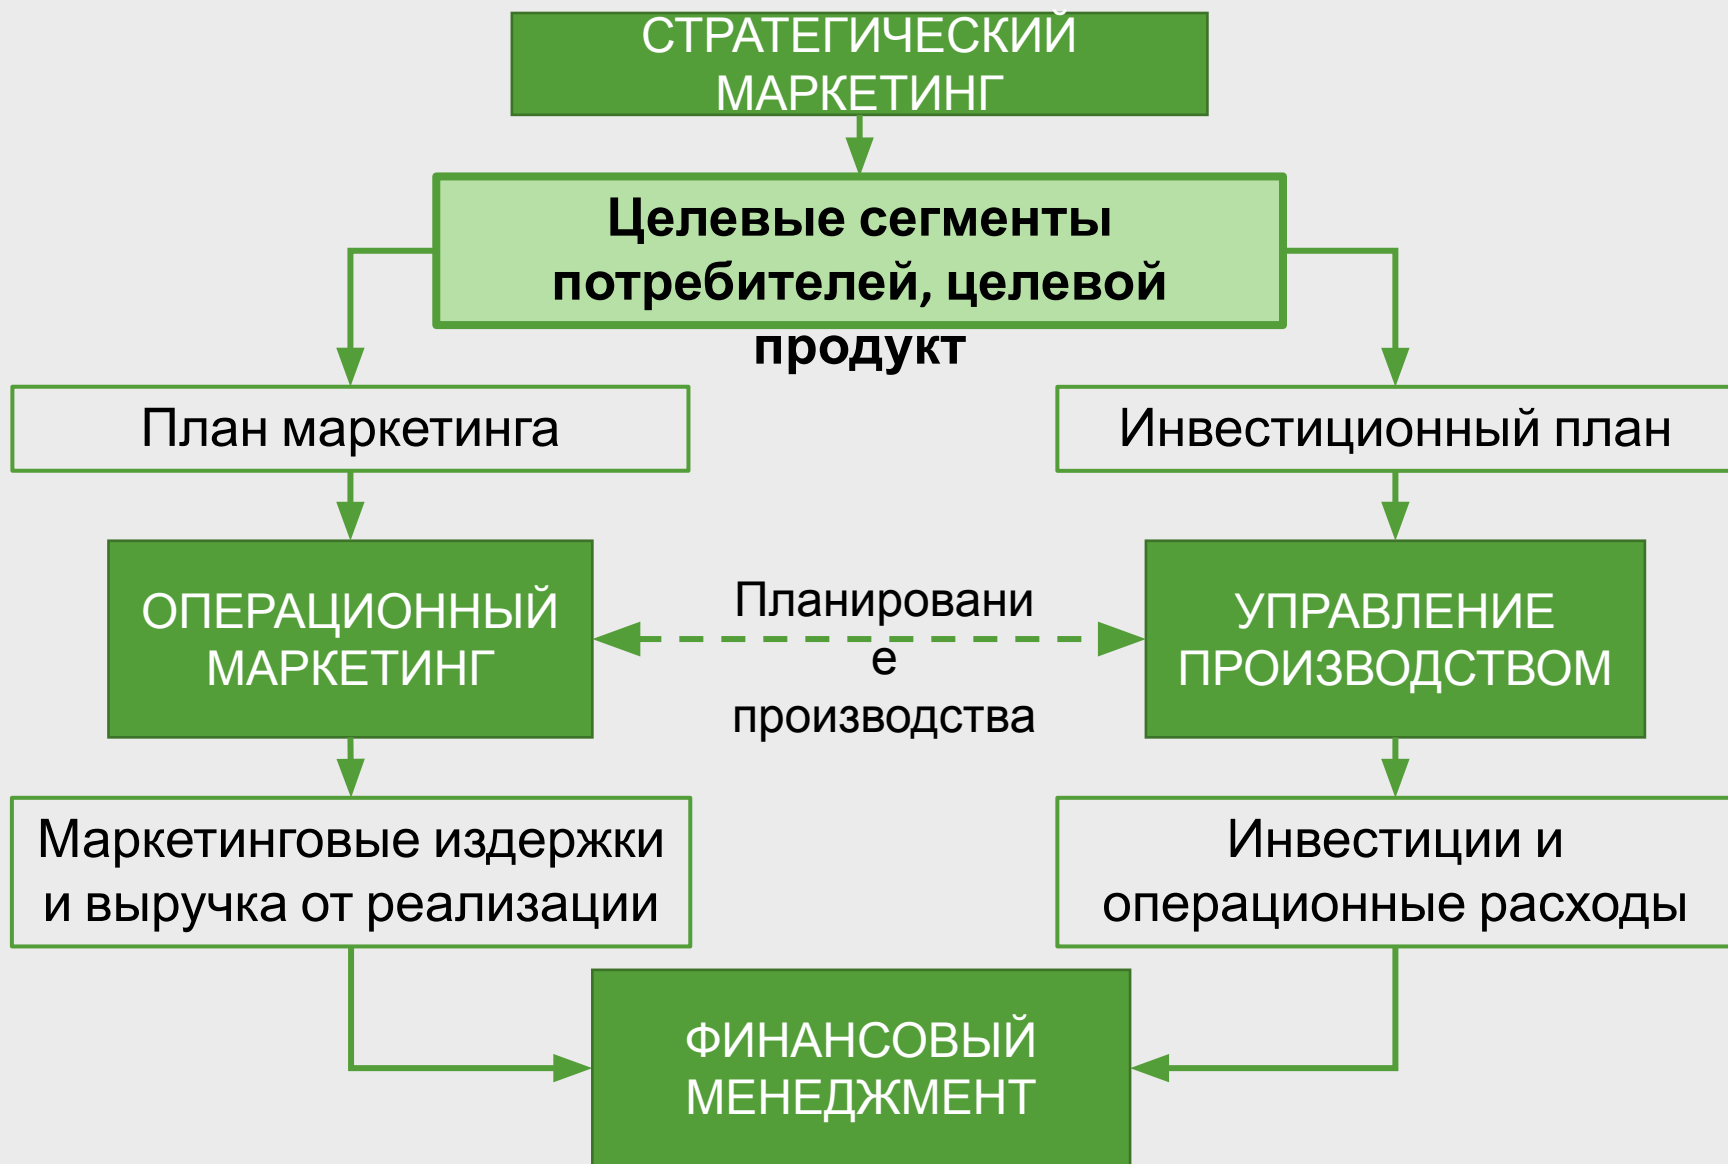 СТРАТЕГИЧЕСКИЙ
МАРКЕТИНГ
Целевые сегменты
потребителей, целевой
продукт
План маркетинга
Инвестиционный план
ОПЕРАЦИОННЫЙ
МАРКЕТИНГ
Планировани
е
производства
УПРАВЛЕНИЕ
ПРОИЗВОДСТВОМ
Маркетинговые издержки
и выручка от реализации
Инвестиции и
операционные расходы
ФИНАНСОВЫЙ
МЕНЕДЖМЕНТ